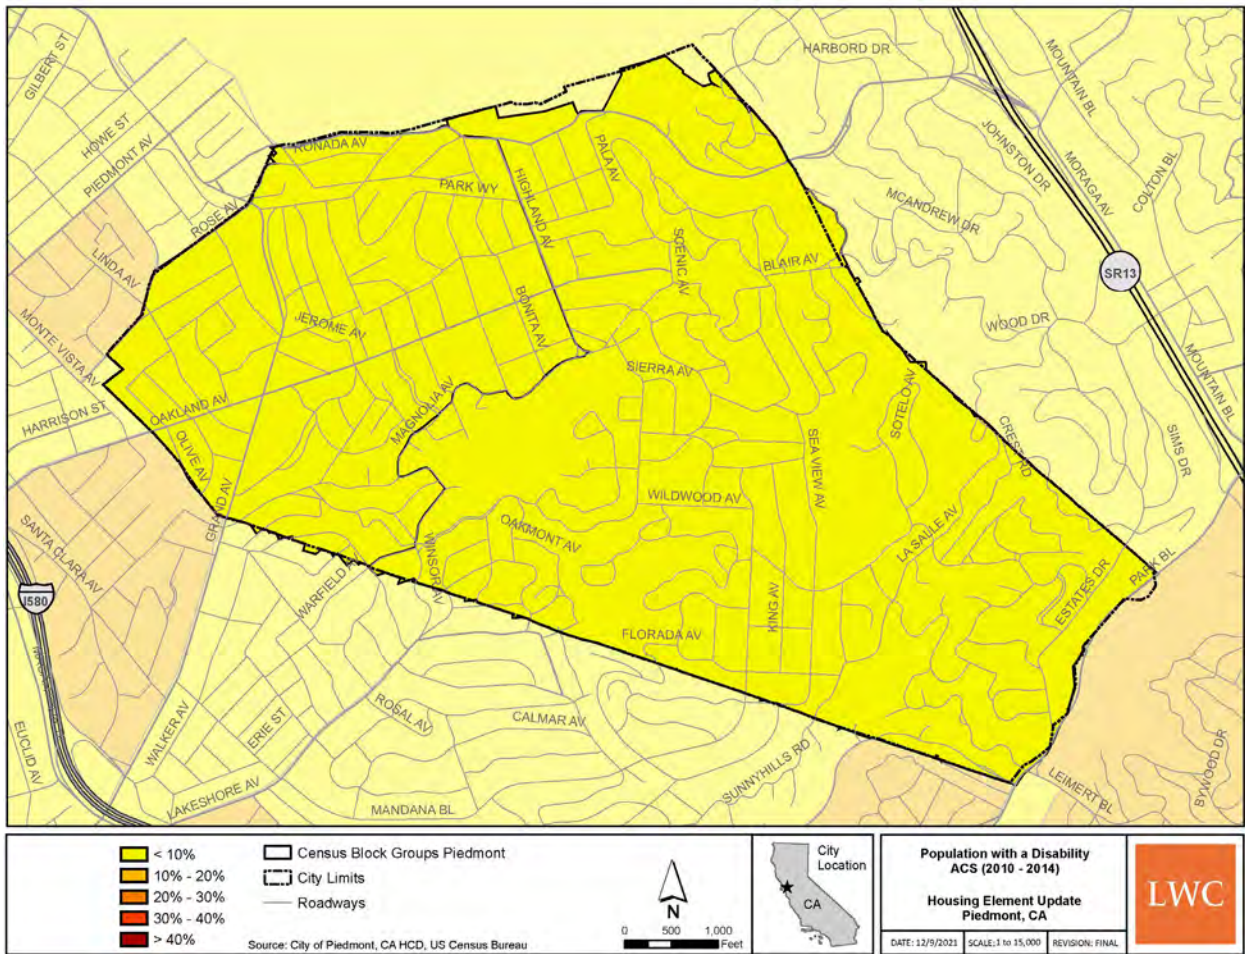 HARBORD DR
MOUNTAIN BL
GILBERT ST
HOWE ST
PIEDMONT AV
RONADA AV
PALA AV
JOHNSTON DR
MORAGA AV
COLTON BL
PARK WY
HIGHLAND AV
MCANDREW DR
ROSE AV
LINDA AV
SCENIC AV
BLAIR AV
SR13
MONTE VISTA AV
JEROME AV
BONITA AV
WOOD DR
MOUNTAIN BL
SIERRA AV
HARRISON ST
OAKLAND AV
MAGNOLIA AV
SOTELO AV
CREST RD
SIMS DR
OLIVE AV
SEA VIEW AV
GRAND AV
WILDWOOD AV
OAKMONT AV
LA SALLE AV
SANTA CLARA AV
WINSOR AV
PARK BL
I580
WARFIELD
ESTATES DR
KING AV
FLORADA AV
WALKER AV
ERIE ST
ROSAL AV
CALMAR AV
EUCLID AV
SUNNYHILLS RD
LEIMERT BL
BYWOOD DR
LAKESHORE AV
MANDANA BL
< 10%
10% - 20%
20% - 30%
30% - 40%
> 40%
Census Block Groups Piedmont
City Limits
Roadways
Source: City of Piedmont, CA HCD, US Census Bureau
N
0 500 1,000
Feet
City
Location
CA
Population with a Disability
ACS (2010 - 2014)
Housing Element Update
Piedmont, CA
DATE: 12/9/2021 SCALE:1 to 15,000 REVISION: FINAL
LWC